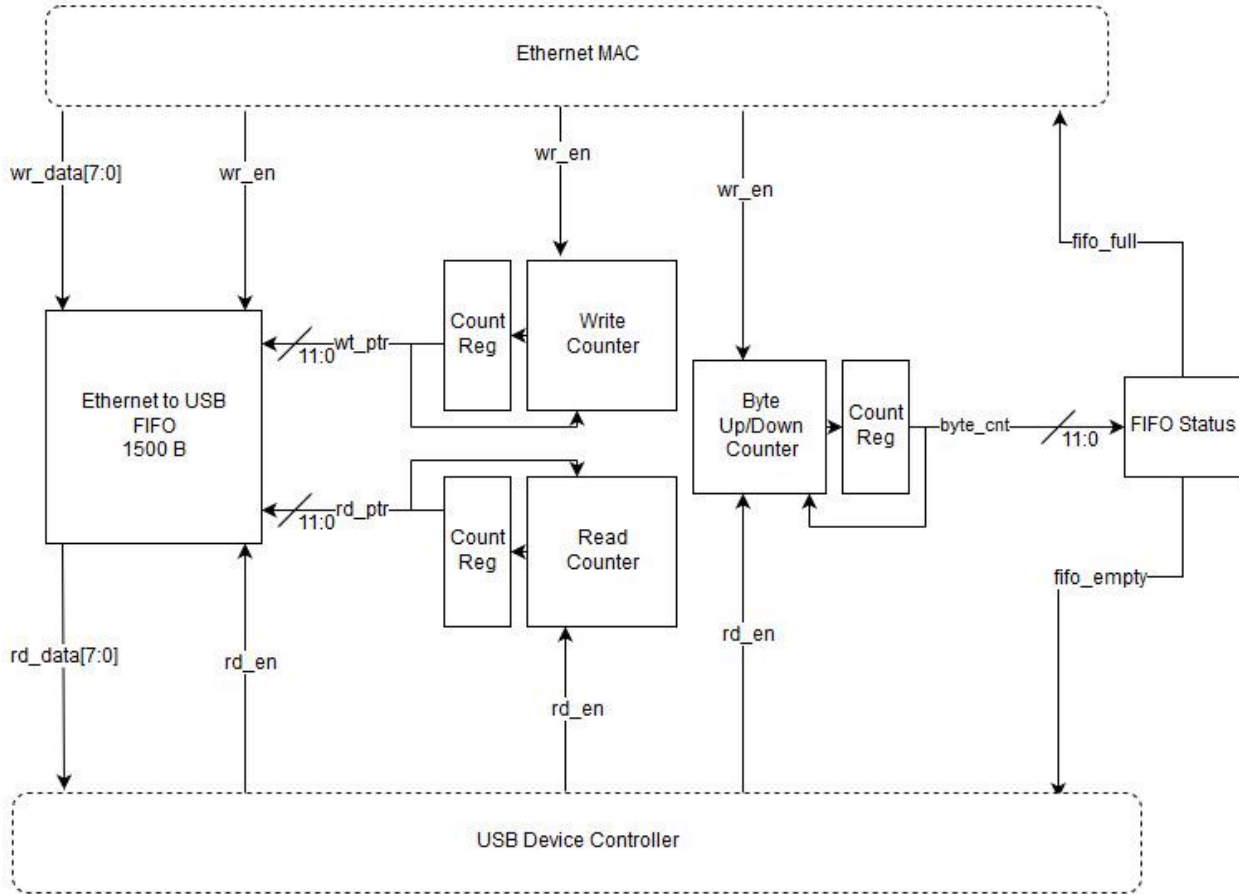 Ethernet MAC
wr_data[7:0]
wr_en
wr_en
wr_en
fifo_full
Count
Reg
Write
Counter
wt_ptr
11:0
Ethernet to USB
FIFO
1500 B
Byte
Up/Down
Counter
Count
Reg
byte_cnt
11:0
FIFO Status
rd_ptr
11:0
Count
Reg
Read
Counter
fifo_empty
rd_data[7:0]
rd_en
rd_en
rd_en
USB Device Controller